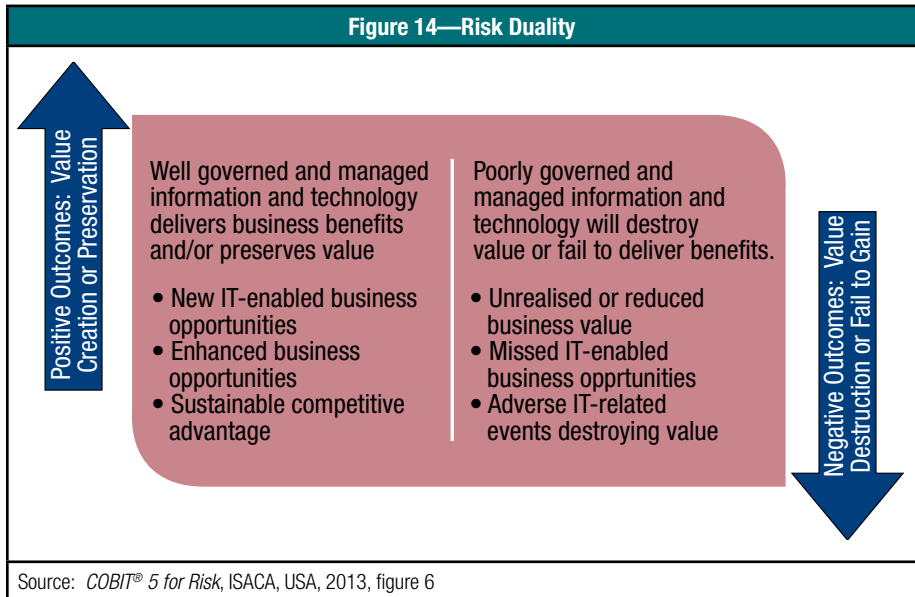 Figure 14—Risk Duality
Positive Outcomes: Value
Creation or Preservation
Well governed and managed
information and technology
delivers business benefits
and/or preserves value
• New IT-enabled business
opportunities
• Enhanced business
opportunities
• Sustainable competitive
advantage
Poorly governed and
managed information and
technology will destroy
value or fail to deliver benefits.
• Unrealised or reduced
business value
• Missed IT-enabled
business opprtunities
• Adverse IT-related
events destroying value
Negative Outcomes: Value
Destruction or Fail to Gain
Source: COBIT® 5 for Risk, ISACA, USA, 2013, figure 6